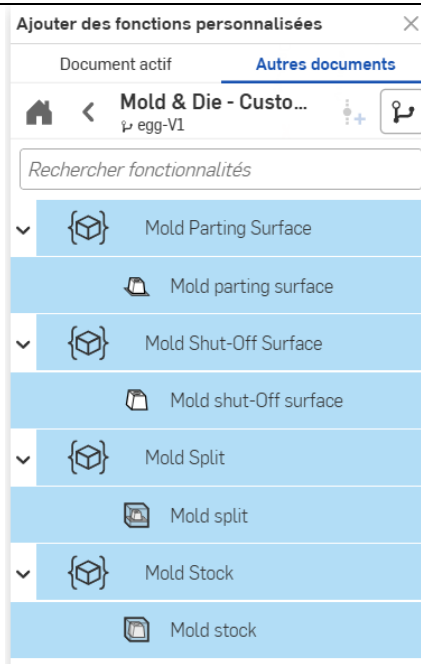 Ajouter des fonctions personnalisées
Document actif
Autres documents
Mold & Die - Custo...
egg-V1
Rechercher fonctionnalités
Mold Parting Surface
Mold parting surface
Mold Shut-Off Surface
Mold shut-Off surface
Mold Split
Mold split
Mold Stock
Mold stock